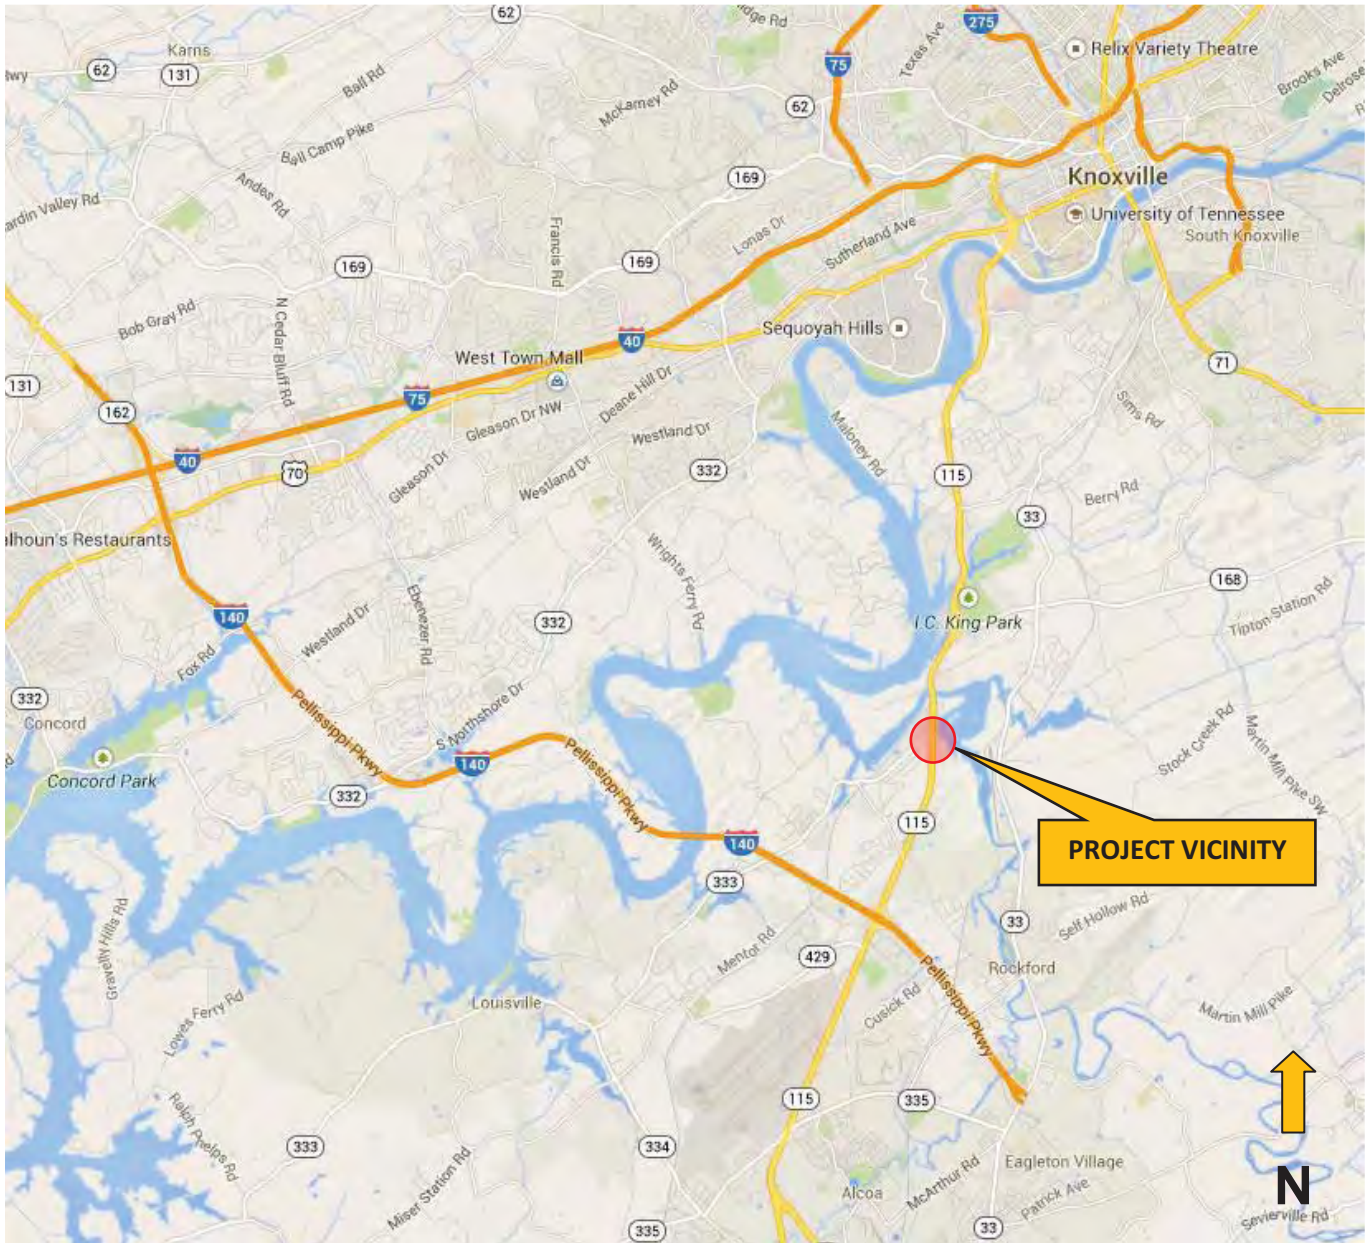 62
idge Rd
275
Texas Ave
Relix Variety Theatre
Karns
62
131
Ball Rd
75
Brooks Ave
Delrose
McKamey Rd
62
Ball Camp Pike
169
Knoxville
Andes Rd
ardin Valley Rd
Francis Rd
Lonas Dr
Sutherland Ave
University of Tennessee
South Knoxville
169
169
N Cedar Bluff Rd
Bob Gray Rd
Sequoyah Hills
40
West Town Mall
71
131
75
Deane Hill Dr
162
Gleason Dr NW
Maloney Rd
Sims Rd
Westland Dr
40
70
Gleason Dr
Westland Dr
332
115
Berry Rd
33
alhoun's Restaurants
Wrights Ferry Rd
168
Tipton Station Rd
140
Ebenezer Rd
Westland Dr
332
I.C. King Park
Fox Rd
332
Concord
Pellissippi Pkwy
S Northshore Dr
Stock Creek Rd
Martin Mill Pike SW
Concord Park
140
Pellissippi Pkwy
332
115
140
PROJECT VICINITY
333
Gravelly Hills Rd
Self Hollow Rd
33
Mentor Rd
429
Rockford
Pellissippi Pkwy
Cusick Rd
Louisville
Lowes Ferry Rd
Martin Mill Pike
115
335
Ralph Phelps Rd
333
334
Miser Station Rd
Eagleton Village
McArthur Rd
Alcoa
Patrick Ave
N
335
33
Sevierville Rd